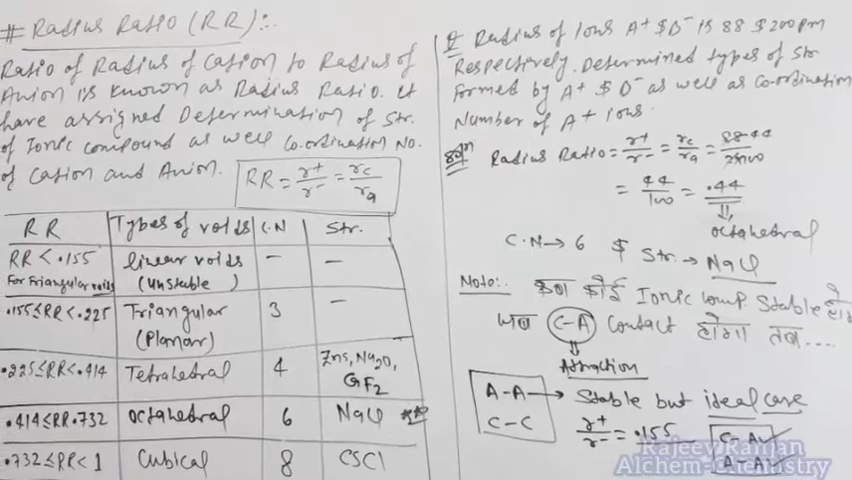 # Radius Ratio (RR):-
Ratio of Radius of Cation to Radius of
Anion is known as Radius Ratio. It
have assigned Determination of Str.
of Ionic compound as well Co-ordination No.
of Cation and Anion.
RR = r+/r- = rc/ra
RR Types of voids C.N Str.
RR < .155 linear voids - -
For Triangular voids (Unstable)
.155 ≤ RR < .225 Triangular 3 -
(Planar)
.225 ≤ RR < .414 Tetrahedral 4 ZnS, Na2O,
CaF2
.414 ≤ RR .732 Octahedral 6 NaCl
.732 ≤ RR < 1 Cubical 8 CSCl
Q Radius of Ions A+ $ B- is 88 $ 200 pm
Respectively. Determined types of Str
formed by A+ $ B- as well as Co-ordination
Number of A+ Ions.
Soln Radius Ratio = r+/r- = rc/ra = 88 44/200 100
= 44/100 = .44
⇓
Octahedral
C.N → 6 $ Str. → NaCl
Note:- कोई Ionic Comp. Stable
जब C-A Contact होगा तब....
⇓
Attraction
A-A → Stable but ideal case
C-C r+/r- = .155 C-A ✓
A-A ✓
Rajeev Ranjan
Alchem-Chemistry